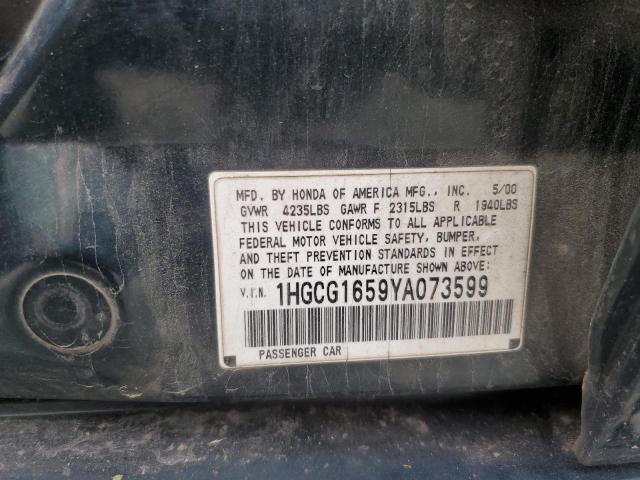 MFD. BY HONDA OF AMERICA MFG., INC. 5/00
GVWR 4235LBS GAWR F 2315LBS R 1940LBS
THIS VEHICLE CONFORMS TO ALL APPLICABLE
FEDERAL MOTOR VEHICLE SAFETY, BUMPER,
AND THEFT PREVENTION STANDARDS IN EFFECT
ON THE DATE OF MANUFACTURE SHOWN ABOVE:
V.I.N. 1HGCG1659YA073599
PASSENGER CAR